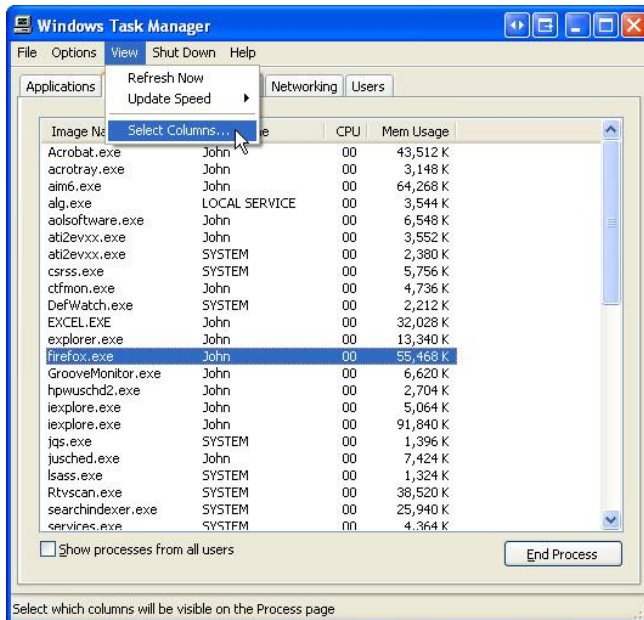 Windows Task Manager
File Options View Shut Down Help
Refresh Now
Update Speed
Select Columns...
Applications Networking Users
Image Na e CPU Mem Usage
Acrobat.exe John 00 43,512 K
acrotray.exe John 00 3,148 K
aim6.exe John 00 64,268 K
alg.exe LOCAL SERVICE 00 3,544 K
aolsoftware.exe John 00 6,548 K
ati2evxx.exe John 00 3,552 K
ati2evxx.exe SYSTEM 00 2,380 K
csrss.exe SYSTEM 00 5,756 K
ctfmon.exe John 00 4,736 K
DefWatch.exe SYSTEM 00 2,212 K
EXCEL.EXE John 00 32,028 K
explorer.exe John 00 13,340 K
firefox.exe John 00 55,468 K
GrooveMonitor.exe John 00 6,620 K
hpwuschd2.exe John 00 2,704 K
iexplore.exe John 00 5,064 K
iexplore.exe John 00 91,840 K
jqs.exe SYSTEM 00 1,396 K
jusched.exe John 00 7,424 K
lsass.exe SYSTEM 00 1,324 K
Rtvscan.exe SYSTEM 00 38,520 K
searchindexer.exe SYSTEM 00 25,940 K
services.exe SYSTEM 00 4,364 K
Show processes from all users
End Process
Select which columns will be visible on the Process page